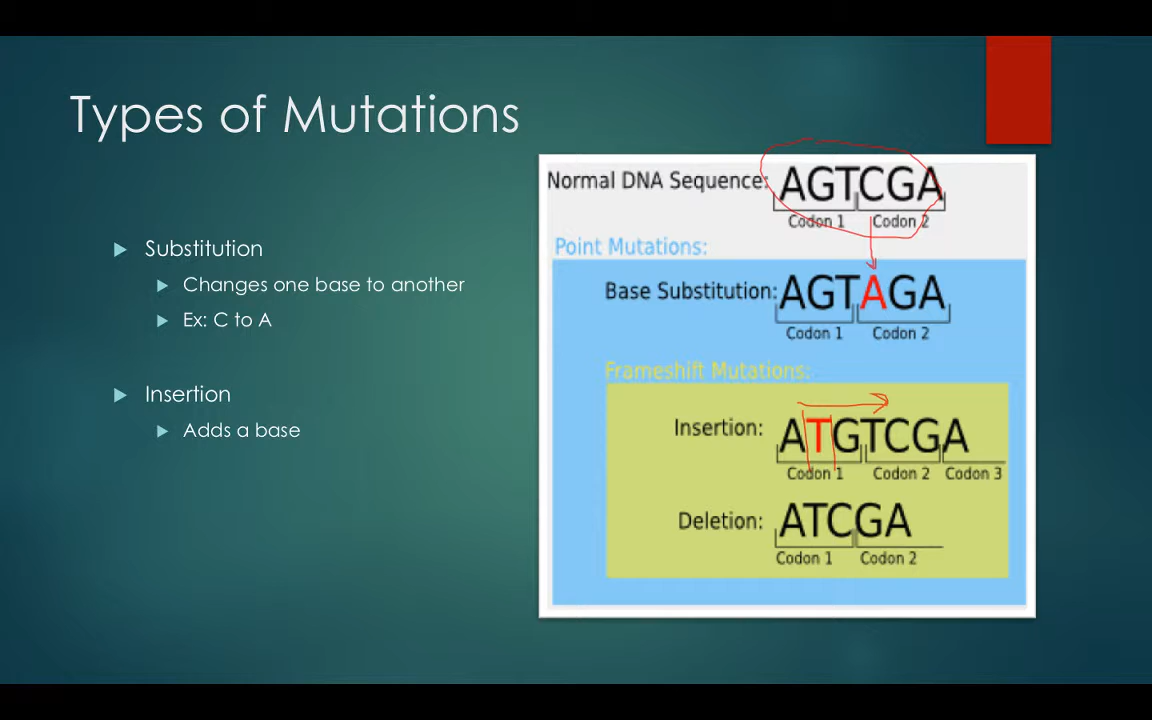 Types of Mutations
Substitution
Changes one base to another
Ex: C to A
Insertion
Adds a base
Normal DNA Sequence: AGTCGA
Codon 1 Codon 2
Point Mutations:
Base Substitution: AGTAGA
Codon 1 Codon 2
Frameshift Mutations:
Insertion: ATGTCGA
Codon 1 Codon 2 Codon 3
Deletion: ATCGA
Codon 1 Codon 2